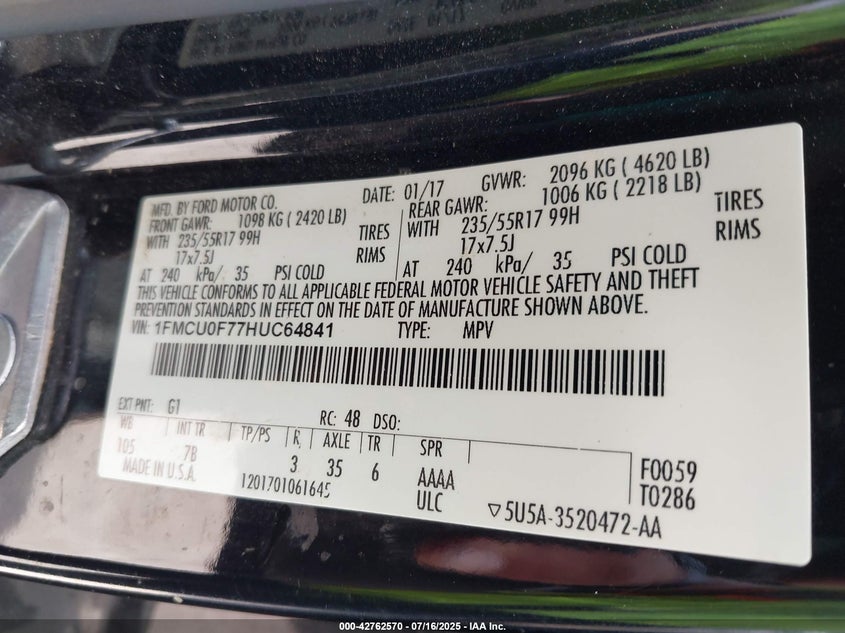 MFD. BY FORD MOTOR CO.
DATE: 01/17
GVWR: 2096 KG ( 4620 LB)
FRONT GAWR: 1098 KG ( 2420 LB)
REAR GAWR: 1006 KG ( 2218 LB)
WITH 235/55R17 99H TIRES
WITH 235/55R17 99H TIRES
17x7.5J RIMS
17x7.5J RIMS
AT 240 kPa/ 35 PSI COLD
AT 240 kPa/ 35 PSI COLD
THIS VEHICLE CONFORMS TO ALL APPLICABLE FEDERAL MOTOR VEHICLE SAFETY AND THEFT
PREVENTION STANDARDS IN EFFECT ON THE DATE OF MANUFACTURE SHOWN ABOVE.
VIN: 1FMCU0F77HUC64841 TYPE: MPV
EXT PNT: G1 RC: 48 DSO:
WB INT TR TP/PS R AXLE TR SPR
105 7B 3 35 6 AAAA
F0059
MADE IN U.S.A. 1201701061645 ULC
T0286
▽5U5A-3520472-AA
000-42762570 - 07/16/2025 - IAA Inc.